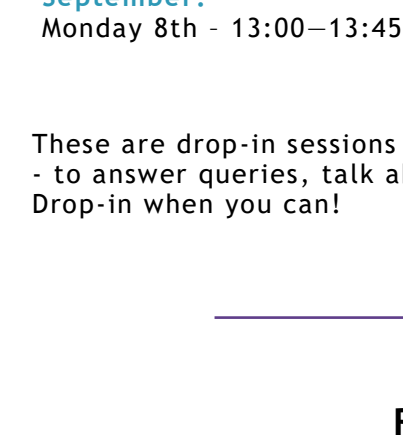 September:
Monday 8th - 13:00—13:45
These are drop-in sessions
- to answer queries, talk
Drop-in when you can!